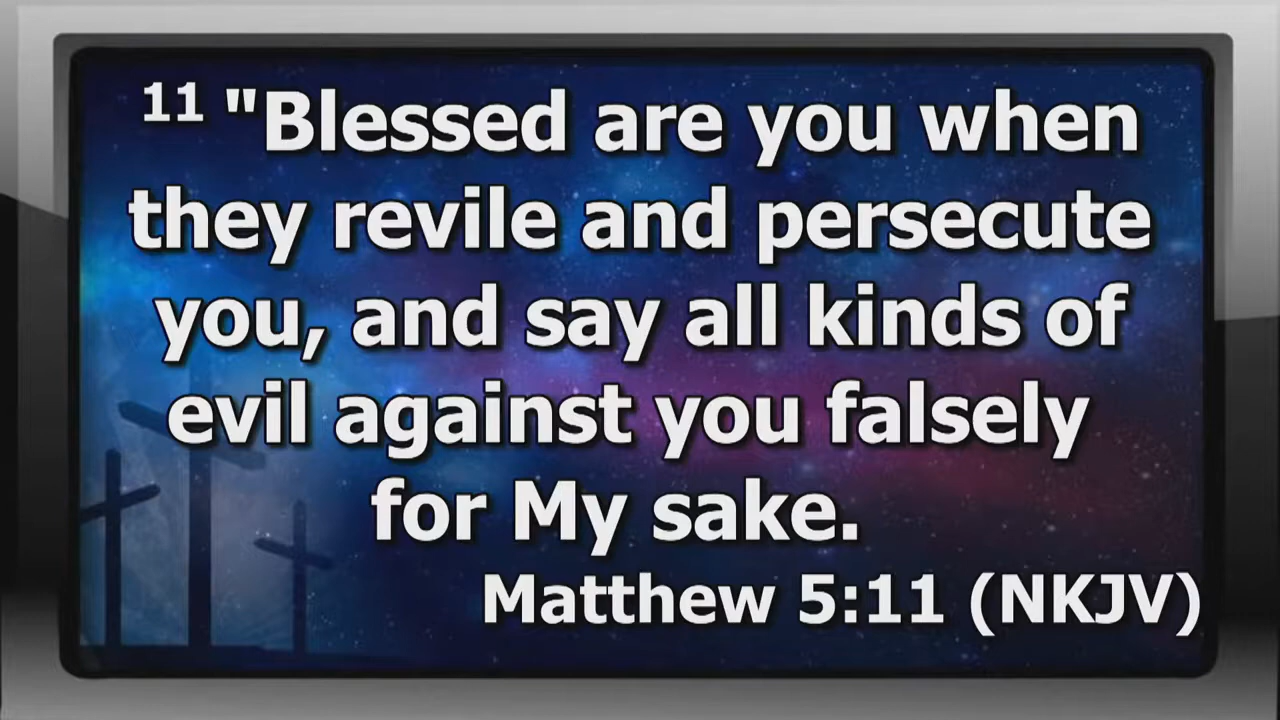 11 "Blessed are you when
they revile and persecute
you, and say all kinds of
evil against you falsely
for My sake.
Matthew 5:11 (NKJV)